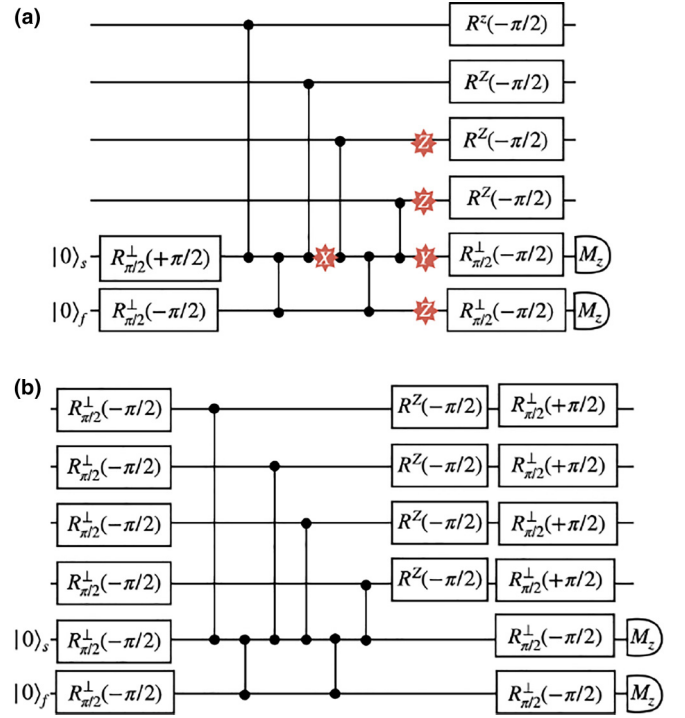 (a)
R^z(−π/2)
R^Z(−π/2)
Z R^Z(−π/2)
Z R^Z(−π/2)
|0⟩_s R^⊥_{π/2}(+π/2) X Y R^⊥_{π/2}(−π/2) M_z
|0⟩_f R^⊥_{π/2}(−π/2) Z R^⊥_{π/2}(−π/2) M_z
(b)
R^⊥_{π/2}(−π/2) R^Z(−π/2) R^⊥_{π/2}(+π/2)
R^⊥_{π/2}(−π/2) R^Z(−π/2) R^⊥_{π/2}(+π/2)
R^⊥_{π/2}(−π/2) R^Z(−π/2) R^⊥_{π/2}(+π/2)
R^⊥_{π/2}(−π/2) R^Z(−π/2) R^⊥_{π/2}(+π/2)
|0⟩_s R^⊥_{π/2}(−π/2) R^⊥_{π/2}(−π/2) M_z
|0⟩_f R^⊥_{π/2}(−π/2) R^⊥_{π/2}(−π/2) M_z